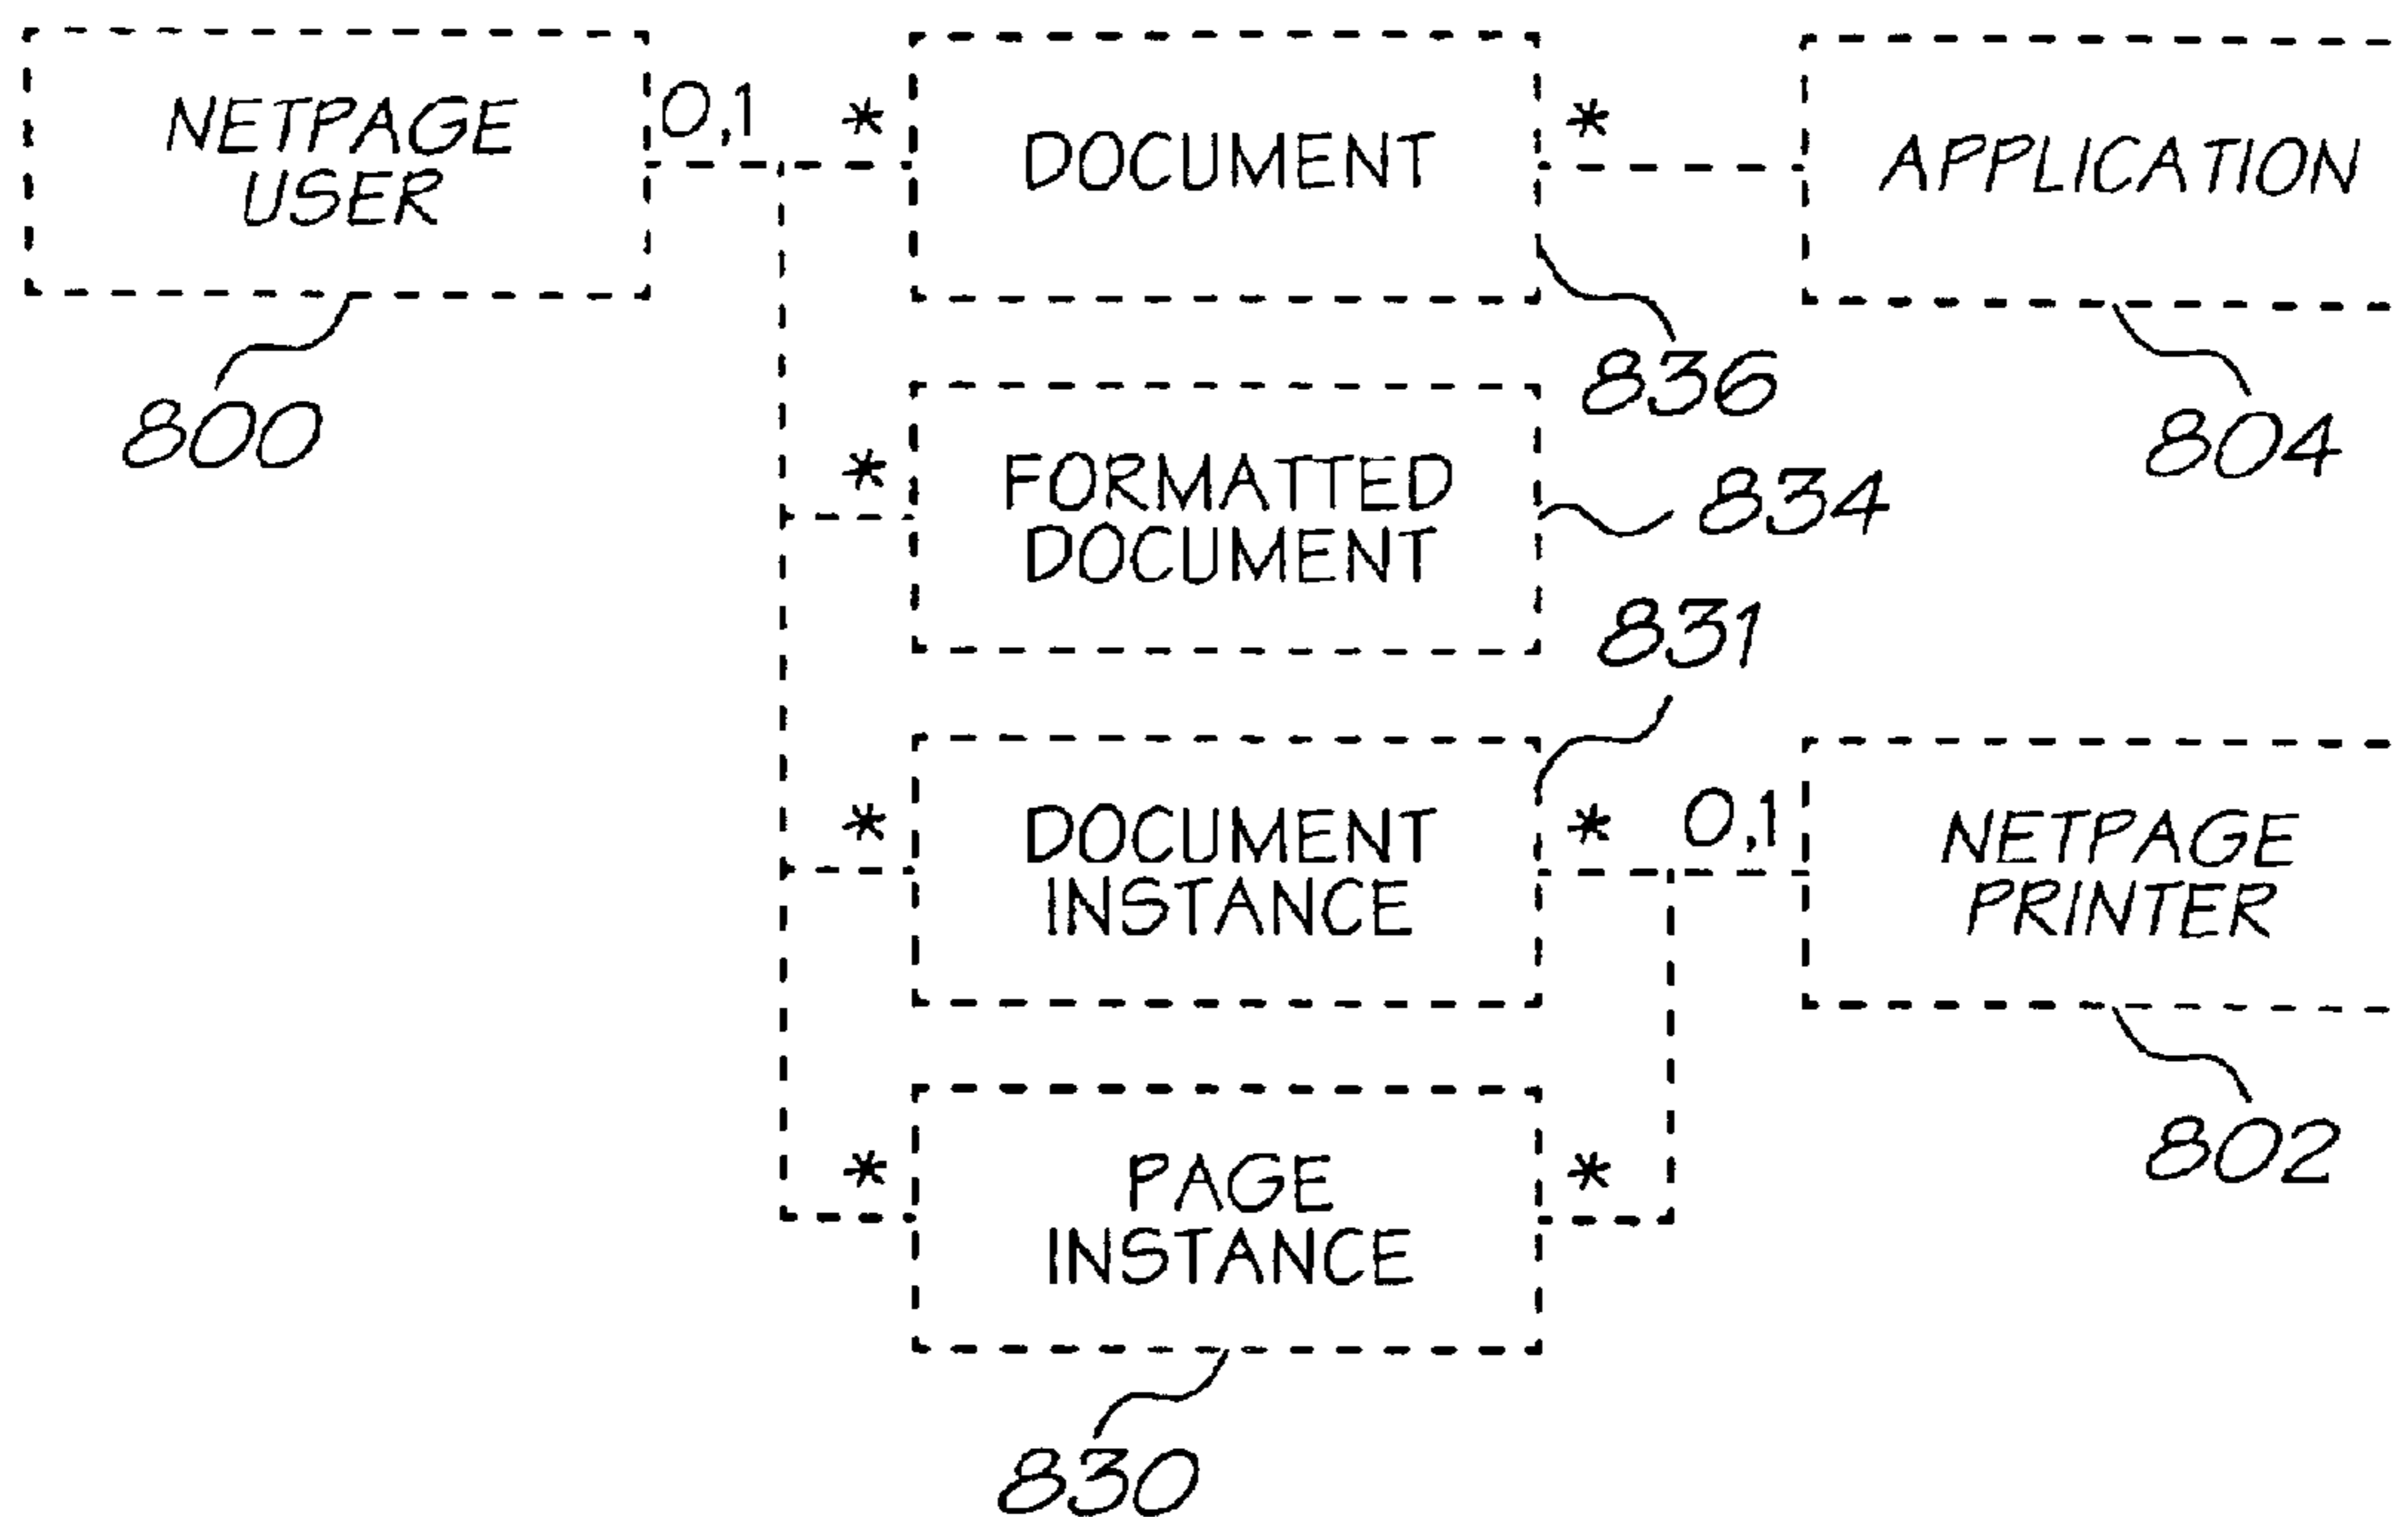 NETPAGE
USER
0,1
*
DOCUMENT
*
APPLICATION
800
836
804
*
FORMATTED
DOCUMENT
834
831
*
DOCUMENT
INSTANCE
*
0,1
NETPAGE
PRINTER
802
*
PAGE
INSTANCE
*
830